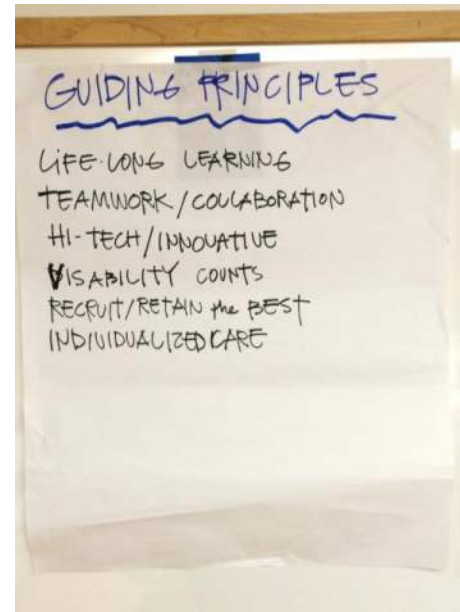 GUIDING PRINCIPLES
LIFE-LONG LEARNING
TEAMWORK/COLLABORATION
HI-TECH/INNOVATIVE
VISABILITY COUNTS
RECRUIT/RETAIN the BEST
INDIVIDUALIZED CARE